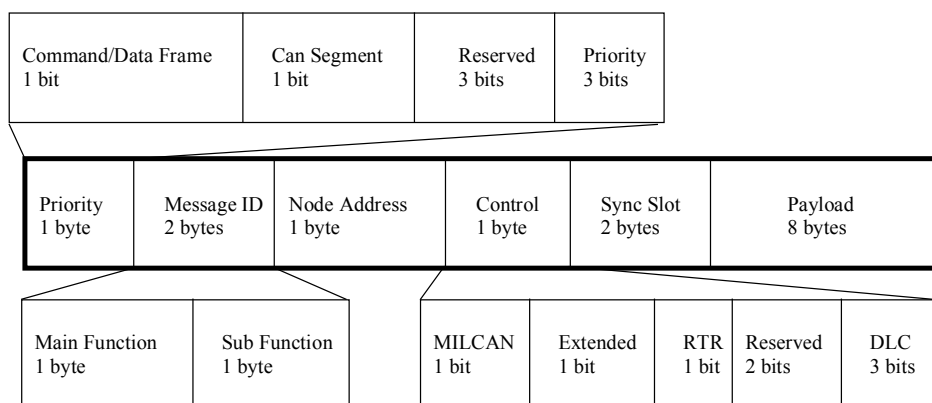 Command/Data Frame
1 bit
Can Segment
1 bit
Reserved
3 bits
Priority
3 bits
Priority
1 byte
Message ID
2 bytes
Node Address
1 byte
Control
1 byte
Sync Slot
2 bytes
Payload
8 bytes
Main Function
1 byte
Sub Function
1 byte
MILCAN
1 bit
Extended
1 bit
RTR
1 bit
Reserved
2 bits
DLC
3 bits